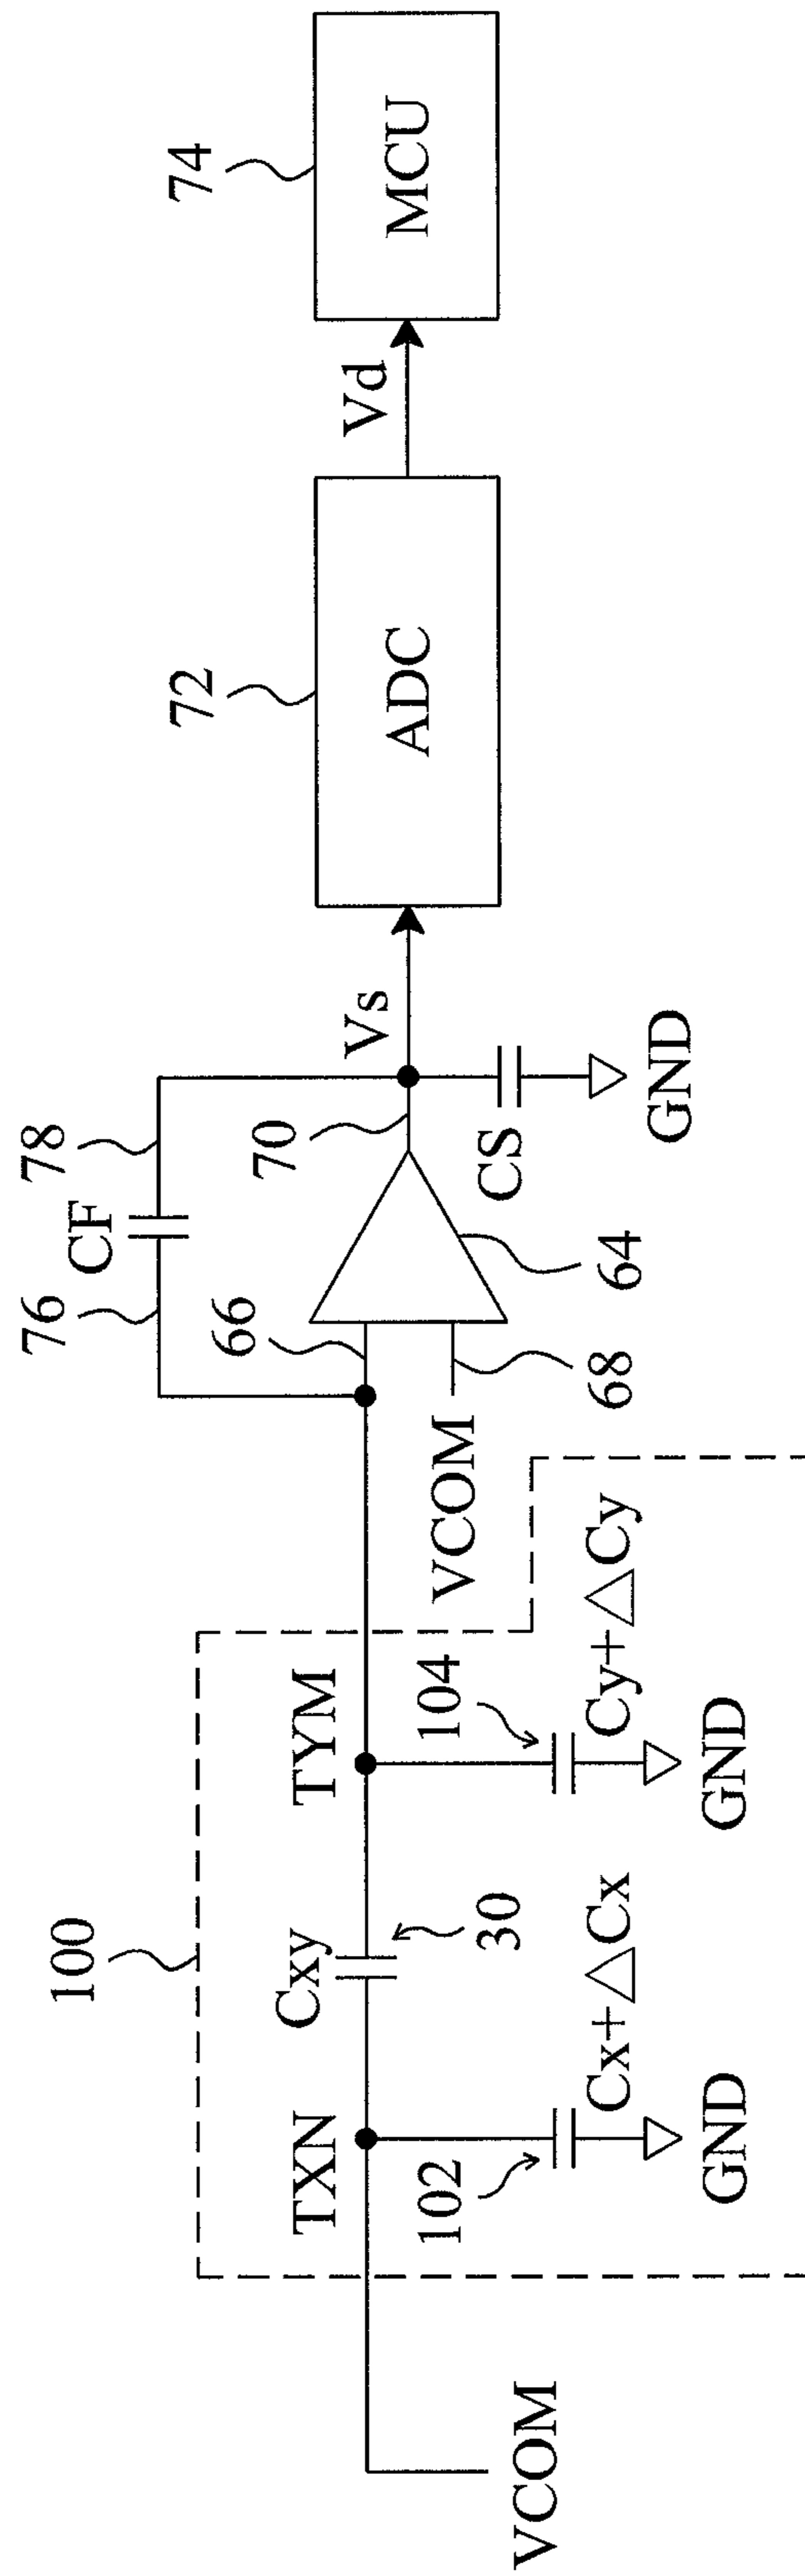 100
TXN
Cxy
TYM
30
102
104
Cx+△Cx
Cy+△Cy
GND
GND
VCOM
76
CF
78
66
70
VCOM
68
64
Vs
CS
GND
72
ADC
Vd
74
MCU